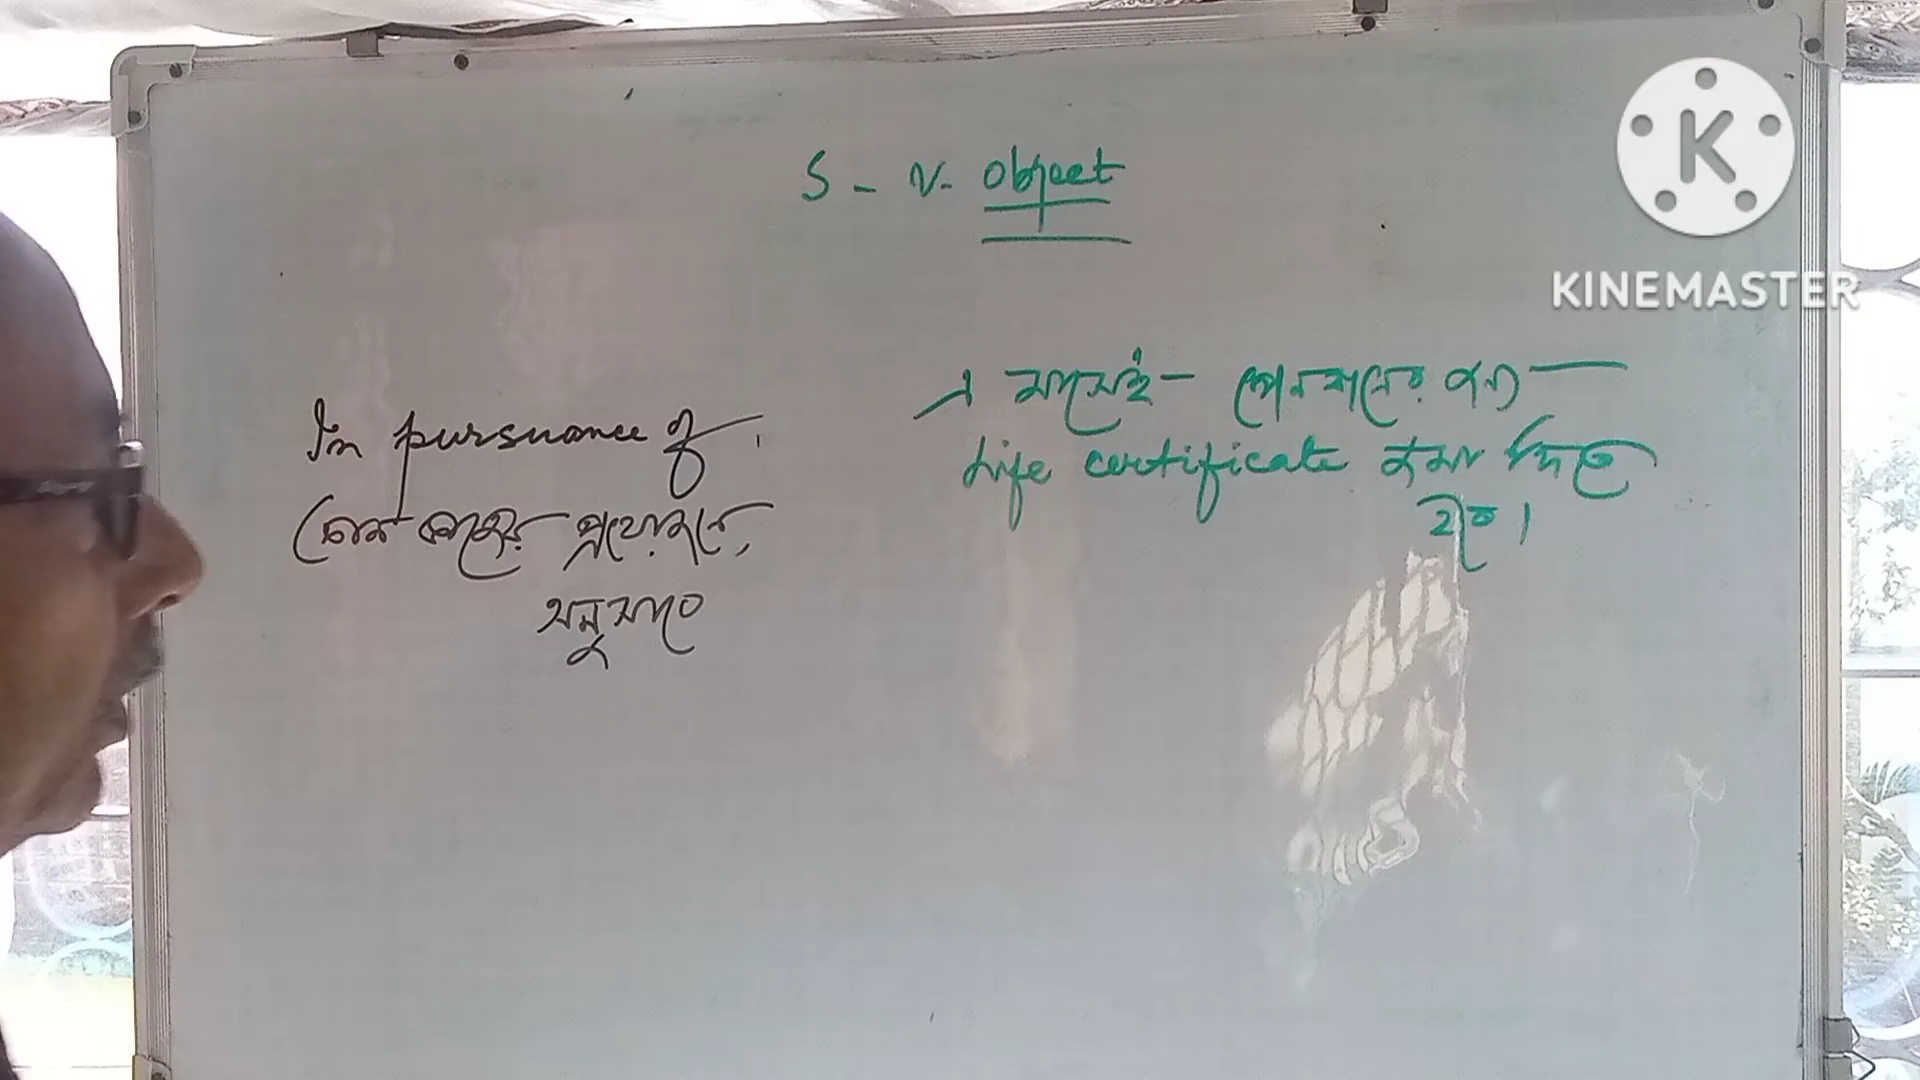 S - V - Object
In pursuance of,
কোন কাজের প্রয়োজনে,
অনুসারে
এ মাসেই - পেনশনের জন্য
Life certificate জমা দিতে
হবে।
K
KINEMASTER